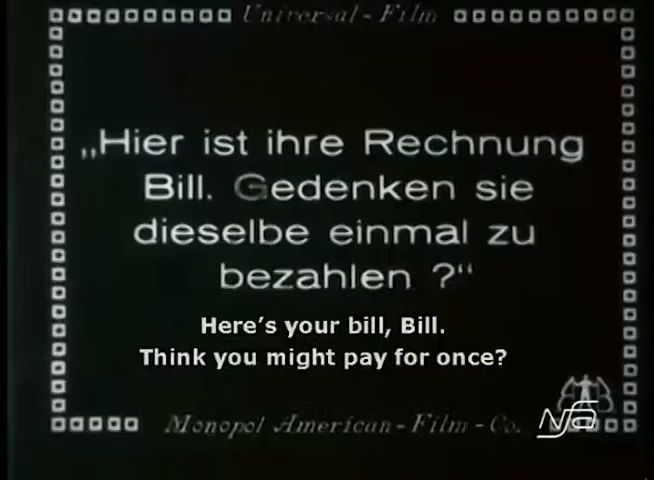 Universal-Film
„Hier ist ihre Rechnung
Bill. Gedenken sie
dieselbe einmal zu
bezahlen ?“
Here's your bill, Bill.
Think you might pay for once?
Monopol American-Film-Co.
NFA